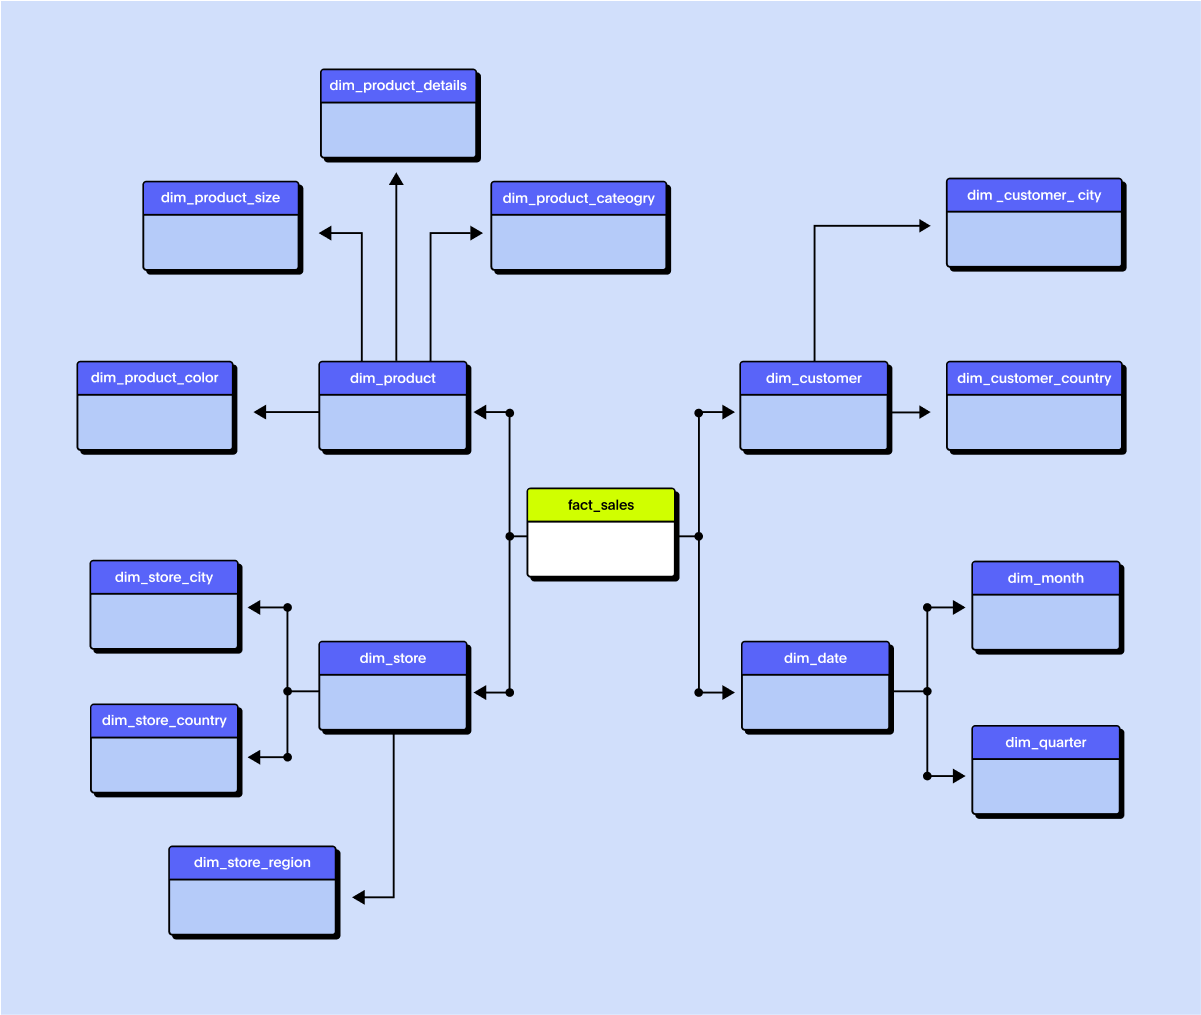 dim_product_details
dim_product_size
dim_product_cateogry
dim _customer_ city
dim_product_color
dim_product
dim_customer
dim_customer_country
fact_sales
dim_store_city
dim_month
dim_store
dim_date
dim_store_country
dim_quarter
dim_store_region